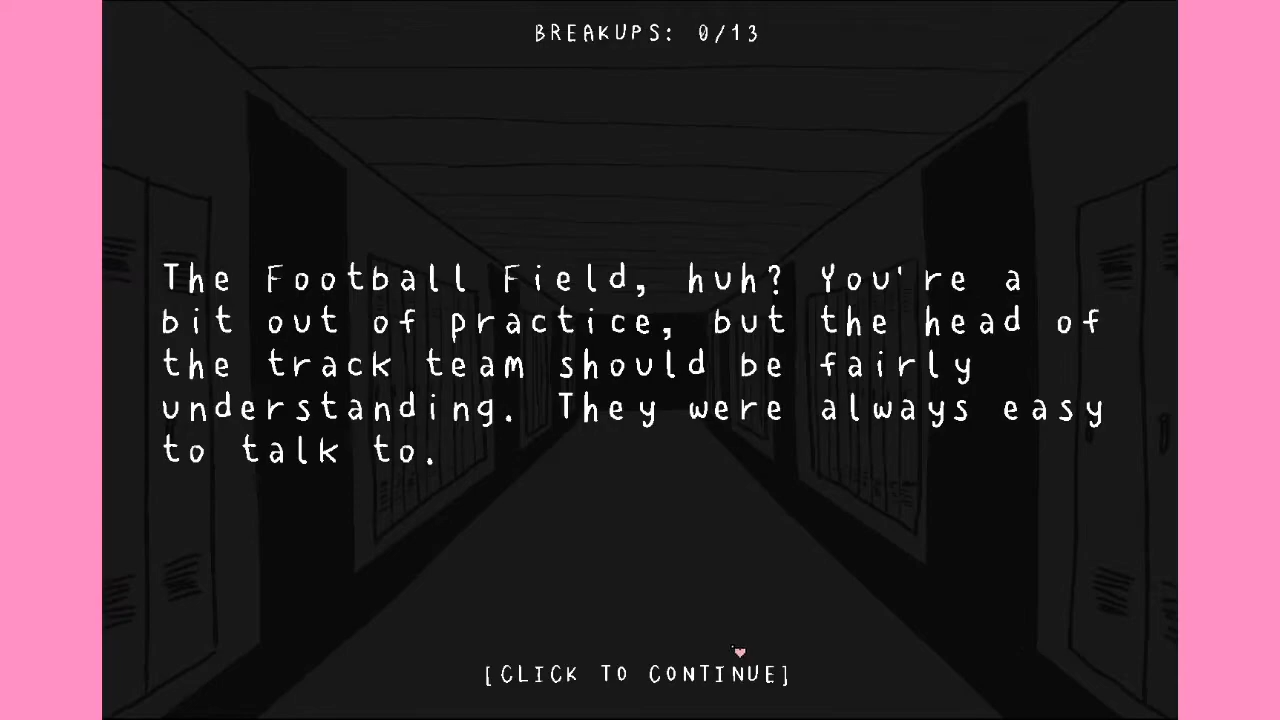 BREAKUPS: 0/13
The Football Field, huh? You're a
bit out of practice, but the head of
the track team should be fairly
understanding. They were always easy
to talk to.
[CLICK TO CONTINUE]